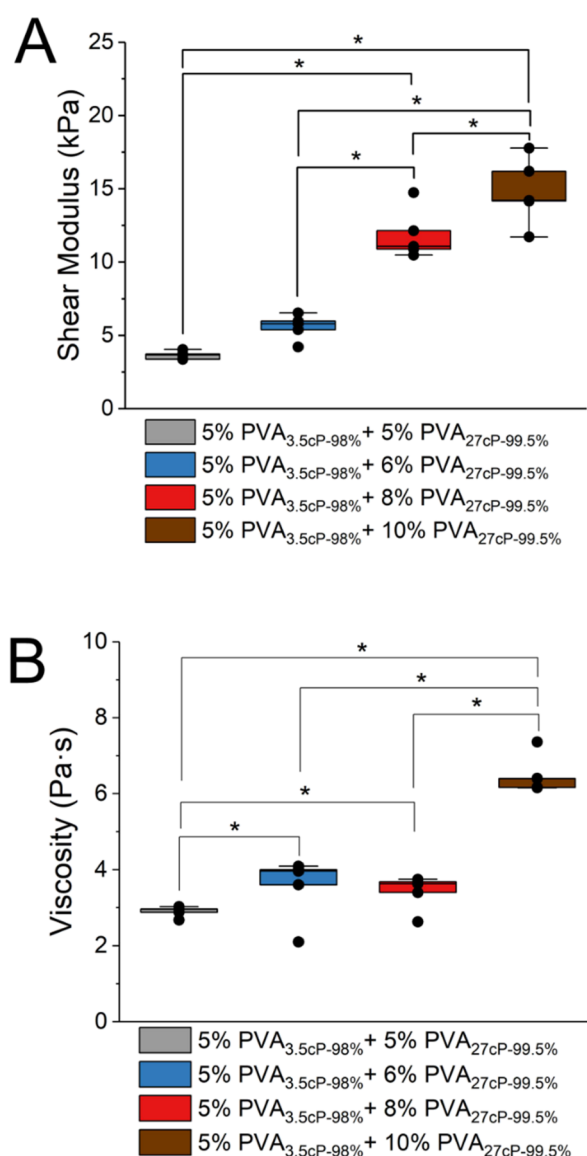 A
Shear Modulus (kPa)
25
20
15
10
5
0
*
*
*
*
*
5% PVA3.5cP-98%+ 5% PVA27cP-99.5%
5% PVA3.5cP-98%+ 6% PVA27cP-99.5%
5% PVA3.5cP-98%+ 8% PVA27cP-99.5%
5% PVA3.5cP-98%+ 10% PVA27cP-99.5%
B
Viscosity (Pa·s)
10
8
6
4
2
0
*
*
*
*
*
5% PVA3.5cP-98%+ 5% PVA27cP-99.5%
5% PVA3.5cP-98%+ 6% PVA27cP-99.5%
5% PVA3.5cP-98%+ 8% PVA27cP-99.5%
5% PVA3.5cP-98%+ 10% PVA27cP-99.5%